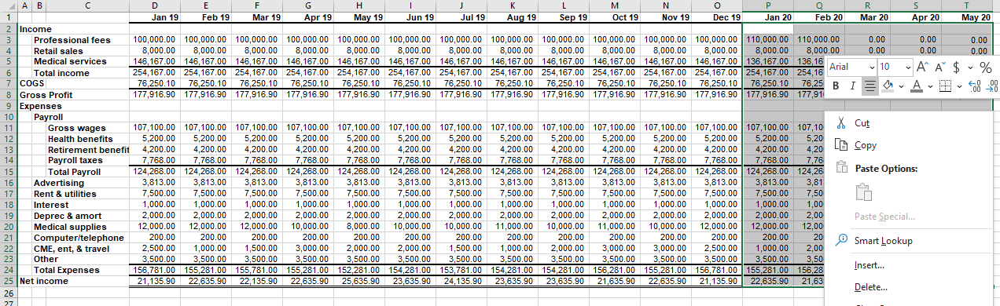 A B C D E F G H I J K L M N O P Q R S T
1 Jan 19 Feb 19 Mar 19 Apr 19 May 19 Jun 19 Jul 19 Aug 19 Sep 19 Oct 19 Nov 19 Dec 19 Jan 20 Feb 20 Mar 20 Apr 20 May 20
2 Income
3 Professional fees 100,000.00 100,000.00 100,000.00 100,000.00 100,000.00 100,000.00 100,000.00 100,000.00 100,000.00 100,000.00 100,000.00 100,000.00 110,000.00 110,000.00 0.00 0.00 0.00
4 Retail sales 8,000.00 8,000.00 8,000.00 8,000.00 8,000.00 8,000.00 8,000.00 8,000.00 8,000.00 8,000.00 8,000.00 8,000.00 8,000.00 8,000.00 0.00 0.00 0.00
5 Medical services 146,167.00 146,167.00 146,167.00 146,167.00 146,167.00 146,167.00 146,167.00 146,167.00 146,167.00 146,167.00 146,167.00 146,167.00 136,167.00 136,16
6 Total income 254,167.00 254,167.00 254,167.00 254,167.00 254,167.00 254,167.00 254,167.00 254,167.00 254,167.00 254,167.00 254,167.00 254,167.00 254,167.00 254,16
7 COGS 76,250.10 76,250.10 76,250.10 76,250.10 76,250.10 76,250.10 76,250.10 76,250.10 76,250.10 76,250.10 76,250.10 76,250.10 76,250.10 76,25
8 Gross Profit 177,916.90 177,916.90 177,916.90 177,916.90 177,916.90 177,916.90 177,916.90 177,916.90 177,916.90 177,916.90 177,916.90 177,916.90 177,916.90 177,91
Arial 10 A A $ %
B I A .00 .00
9 Expenses
10 Payroll
11 Gross wages 107,100.00 107,100.00 107,100.00 107,100.00 107,100.00 107,100.00 107,100.00 107,100.00 107,100.00 107,100.00 107,100.00 107,100.00 107,100.00 107,10
12 Health benefits 5,200.00 5,200.00 5,200.00 5,200.00 5,200.00 5,200.00 5,200.00 5,200.00 5,200.00 5,200.00 5,200.00 5,200.00 5,200.00 5,20
13 Retirement benefit 4,200.00 4,200.00 4,200.00 4,200.00 4,200.00 4,200.00 4,200.00 4,200.00 4,200.00 4,200.00 4,200.00 4,200.00 4,200.00 4,20
14 Payroll taxes 7,768.00 7,768.00 7,768.00 7,768.00 7,768.00 7,768.00 7,768.00 7,768.00 7,768.00 7,768.00 7,768.00 7,768.00 7,768.00 7,76
15 Total Payroll 124,268.00 124,268.00 124,268.00 124,268.00 124,268.00 124,268.00 124,268.00 124,268.00 124,268.00 124,268.00 124,268.00 124,268.00 124,268.00 124,26
16 Advertising 3,813.00 3,813.00 3,813.00 3,813.00 3,813.00 3,813.00 3,813.00 3,813.00 3,813.00 3,813.00 3,813.00 3,813.00 3,813.00 3,81
17 Rent & utilities 7,500.00 7,500.00 7,500.00 7,500.00 7,500.00 7,500.00 7,500.00 7,500.00 7,500.00 7,500.00 7,500.00 7,500.00 7,500.00 7,50
18 Interest 1,000.00 1,000.00 1,000.00 1,000.00 1,000.00 1,000.00 1,000.00 1,000.00 1,000.00 1,000.00 1,000.00 1,000.00 1,000.00 1,00
19 Deprec & amort 2,000.00 2,000.00 2,000.00 2,000.00 2,000.00 2,000.00 2,000.00 2,000.00 2,000.00 2,000.00 2,000.00 2,000.00 2,000.00 2,00
20 Medical supplies 12,000.00 12,000.00 12,000.00 10,000.00 8,000.00 10,000.00 10,000.00 11,000.00 10,000.00 11,000.00 10,000.00 12,000.00 12,000.00 12,00
21 Computer/telephone 200.00 200.00 200.00 200.00 200.00 200.00 200.00 200.00 200.00 200.00 200.00 200.00 200.00 20
22 CME, ent, & travel 2,500.00 1,000.00 1,500.00 3,000.00 2,000.00 2,000.00 1,500.00 1,000.00 2,000.00 3,000.00 3,000.00 2,500.00 1,000.00 2,00
23 Other 3,500.00 3,500.00 3,500.00 3,500.00 3,500.00 3,500.00 3,500.00 3,500.00 3,500.00 3,500.00 3,500.00 3,500.00 3,500.00 3,50
24 Total Expenses 156,781.00 155,281.00 155,781.00 155,281.00 152,281.00 154,281.00 153,781.00 154,281.00 154,281.00 156,281.00 155,281.00 156,781.00 155,281.00 156,28
25 Net income 21,135.90 22,635.90 22,135.90 22,635.90 25,635.90 23,635.90 24,135.90 23,635.90 23,635.90 21,635.90 22,635.90 21,135.90 22,635.90 21,63
26
27
Cut
Copy
Paste Options:
Paste Special...
Smart Lookup
Insert...
Delete...